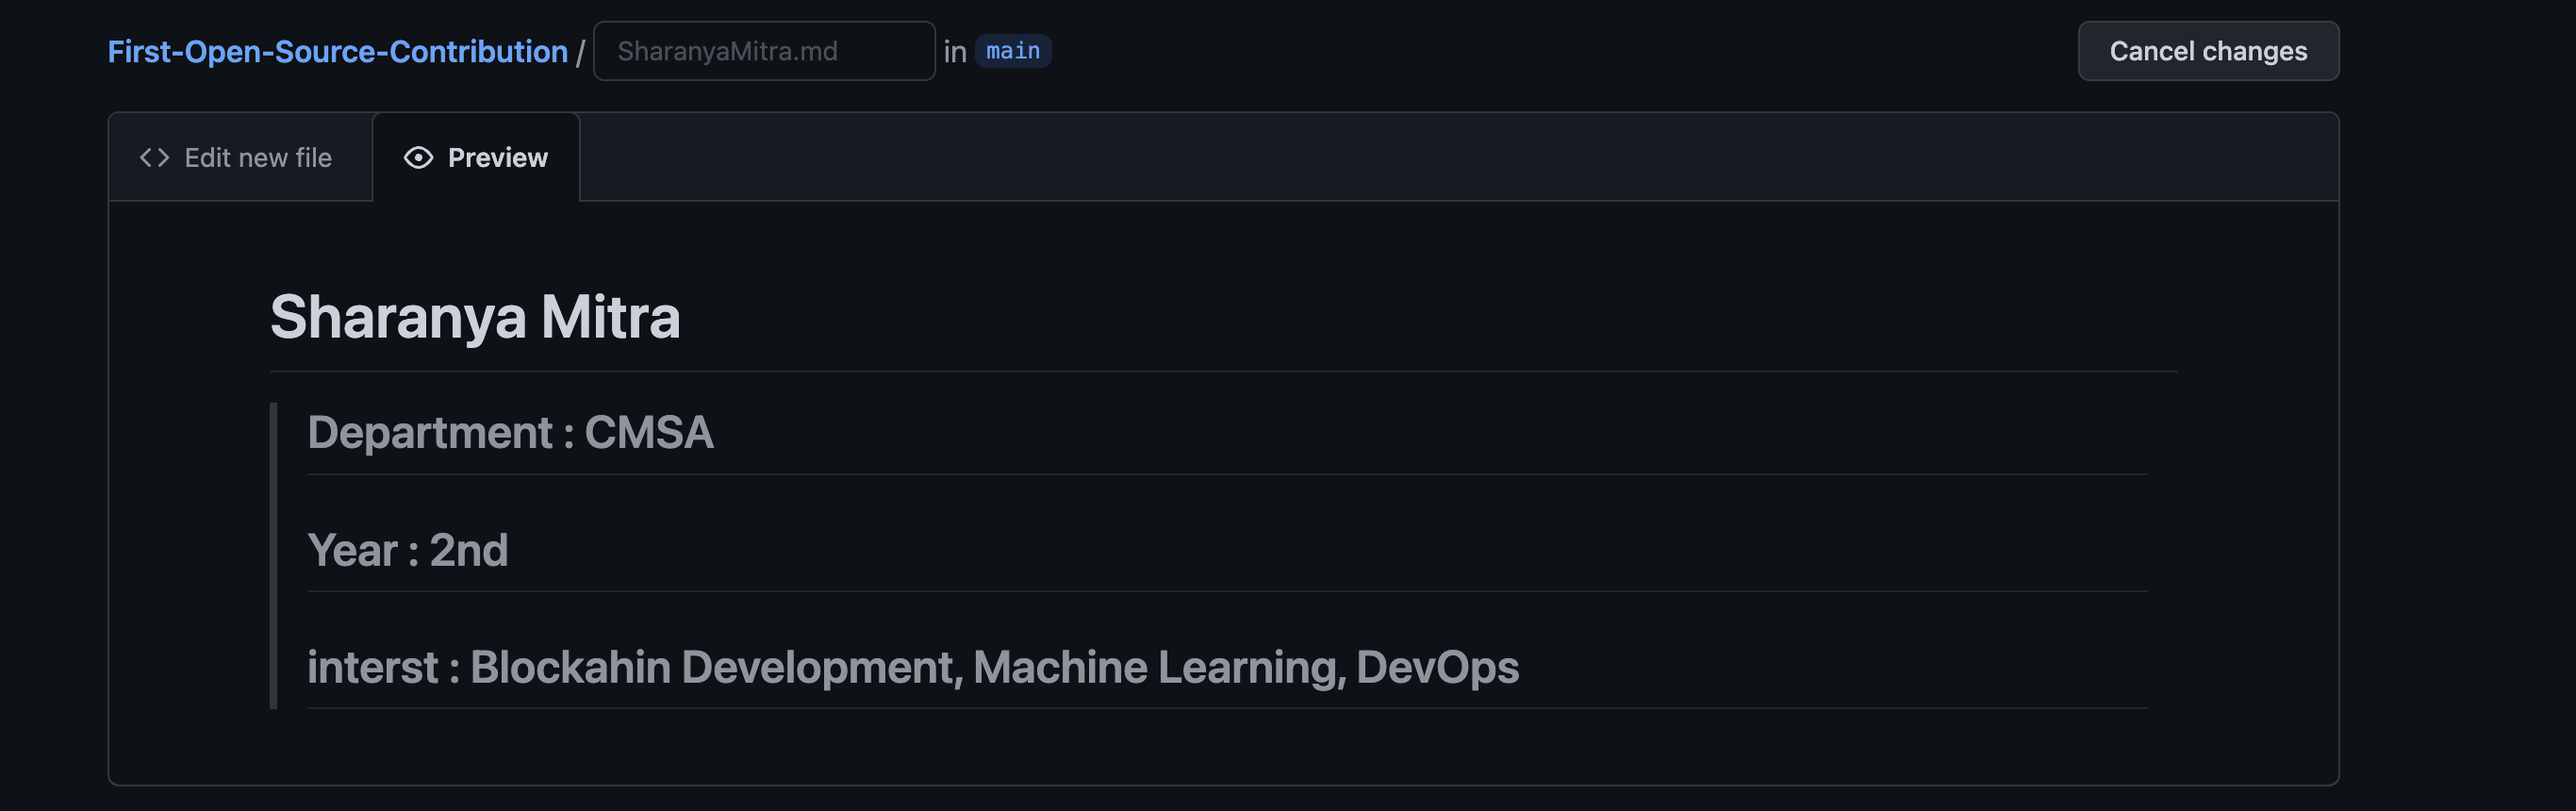 First-Open-Source-Contribution / SharanyaMitra.md in main Cancel changes
<> Edit new file Preview
Sharanya Mitra
Department : CMSA
Year : 2nd
interst : Blockahin Development, Machine Learning, DevOps